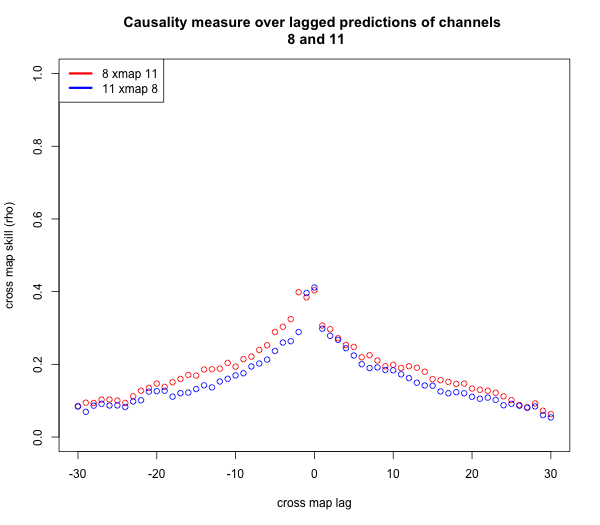 Causality measure over lagged predictions of channels
8 and 11
8 xmap 11
11 xmap 8
cross map skill (rho)
1.0
0.8
0.6
0.4
0.2
0.0
-30 -20 -10 0 10 20 30
cross map lag